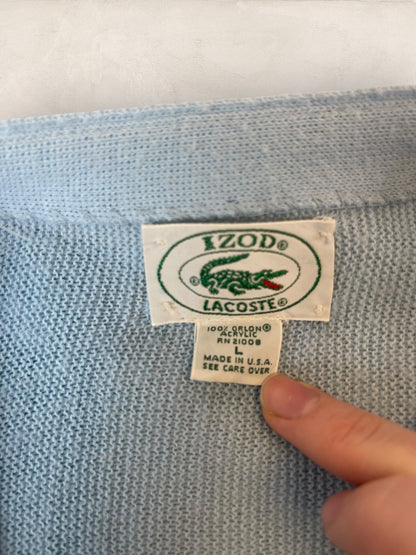 IZOD®
®
LACOSTE®
100% ORLON®
ACRYLIC
RN 21008
L
MADE IN U.S.A.
SEE CARE OVER